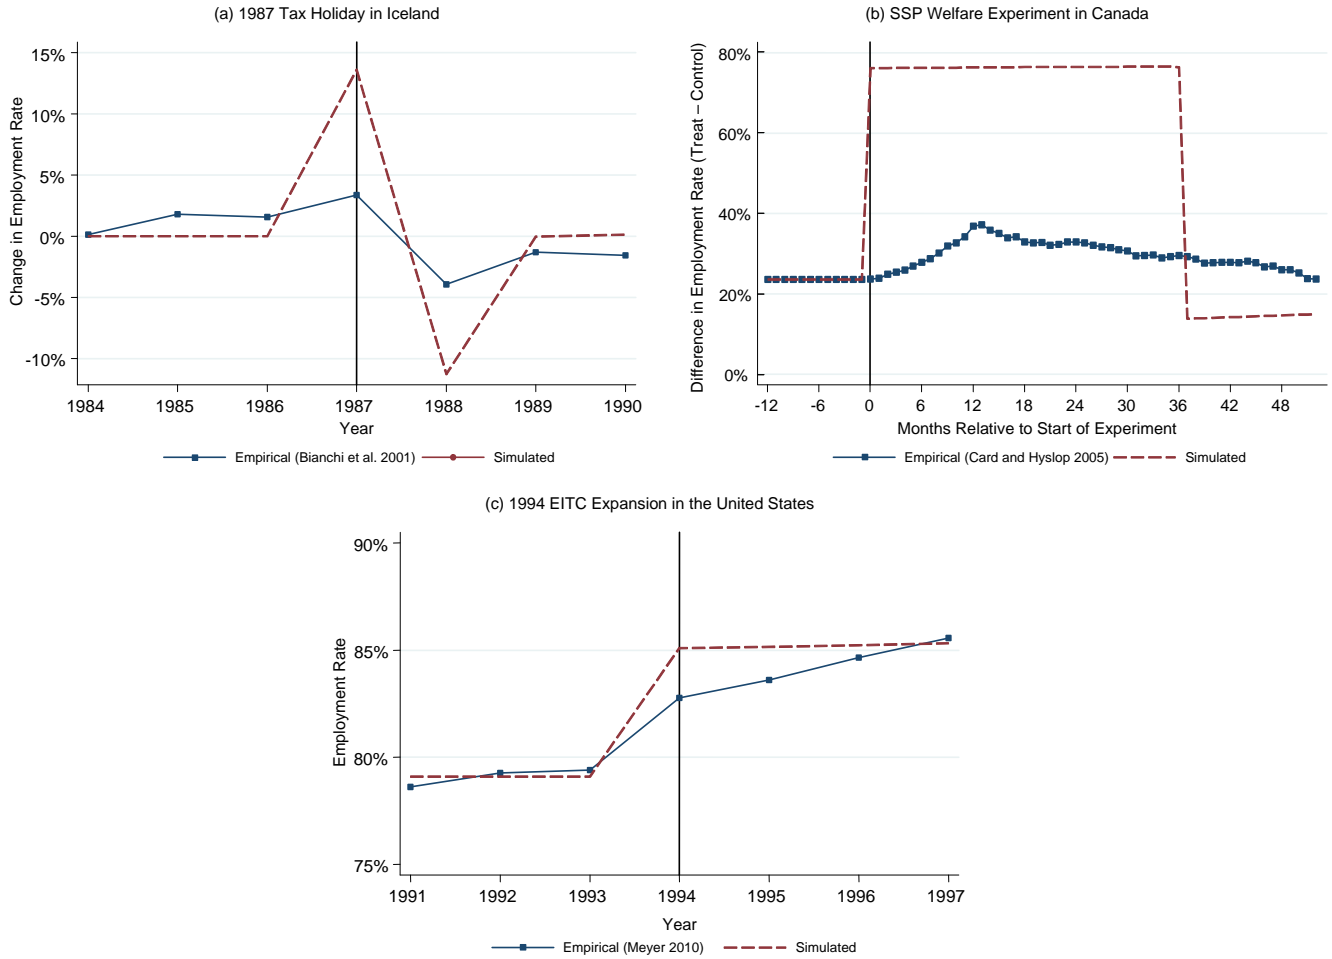 (a) 1987 Tax Holiday in Iceland
Change in Employment Rate
15%
10%
5%
0%
-5%
-10%
1984 1985 1986 1987 1988 1989 1990
Year
Empirical (Bianchi et al. 2001) Simulated
(b) SSP Welfare Experiment in Canada
Difference in Employment Rate (Treat – Control)
80%
60%
40%
20%
0%
-12 -6 0 6 12 18 24 30 36 42 48
Months Relative to Start of Experiment
Empirical (Card and Hyslop 2005) Simulated
(c) 1994 EITC Expansion in the United States
Employment Rate
90%
85%
80%
75%
1991 1992 1993 1994 1995 1996 1997
Year
Empirical (Meyer 2010) Simulated